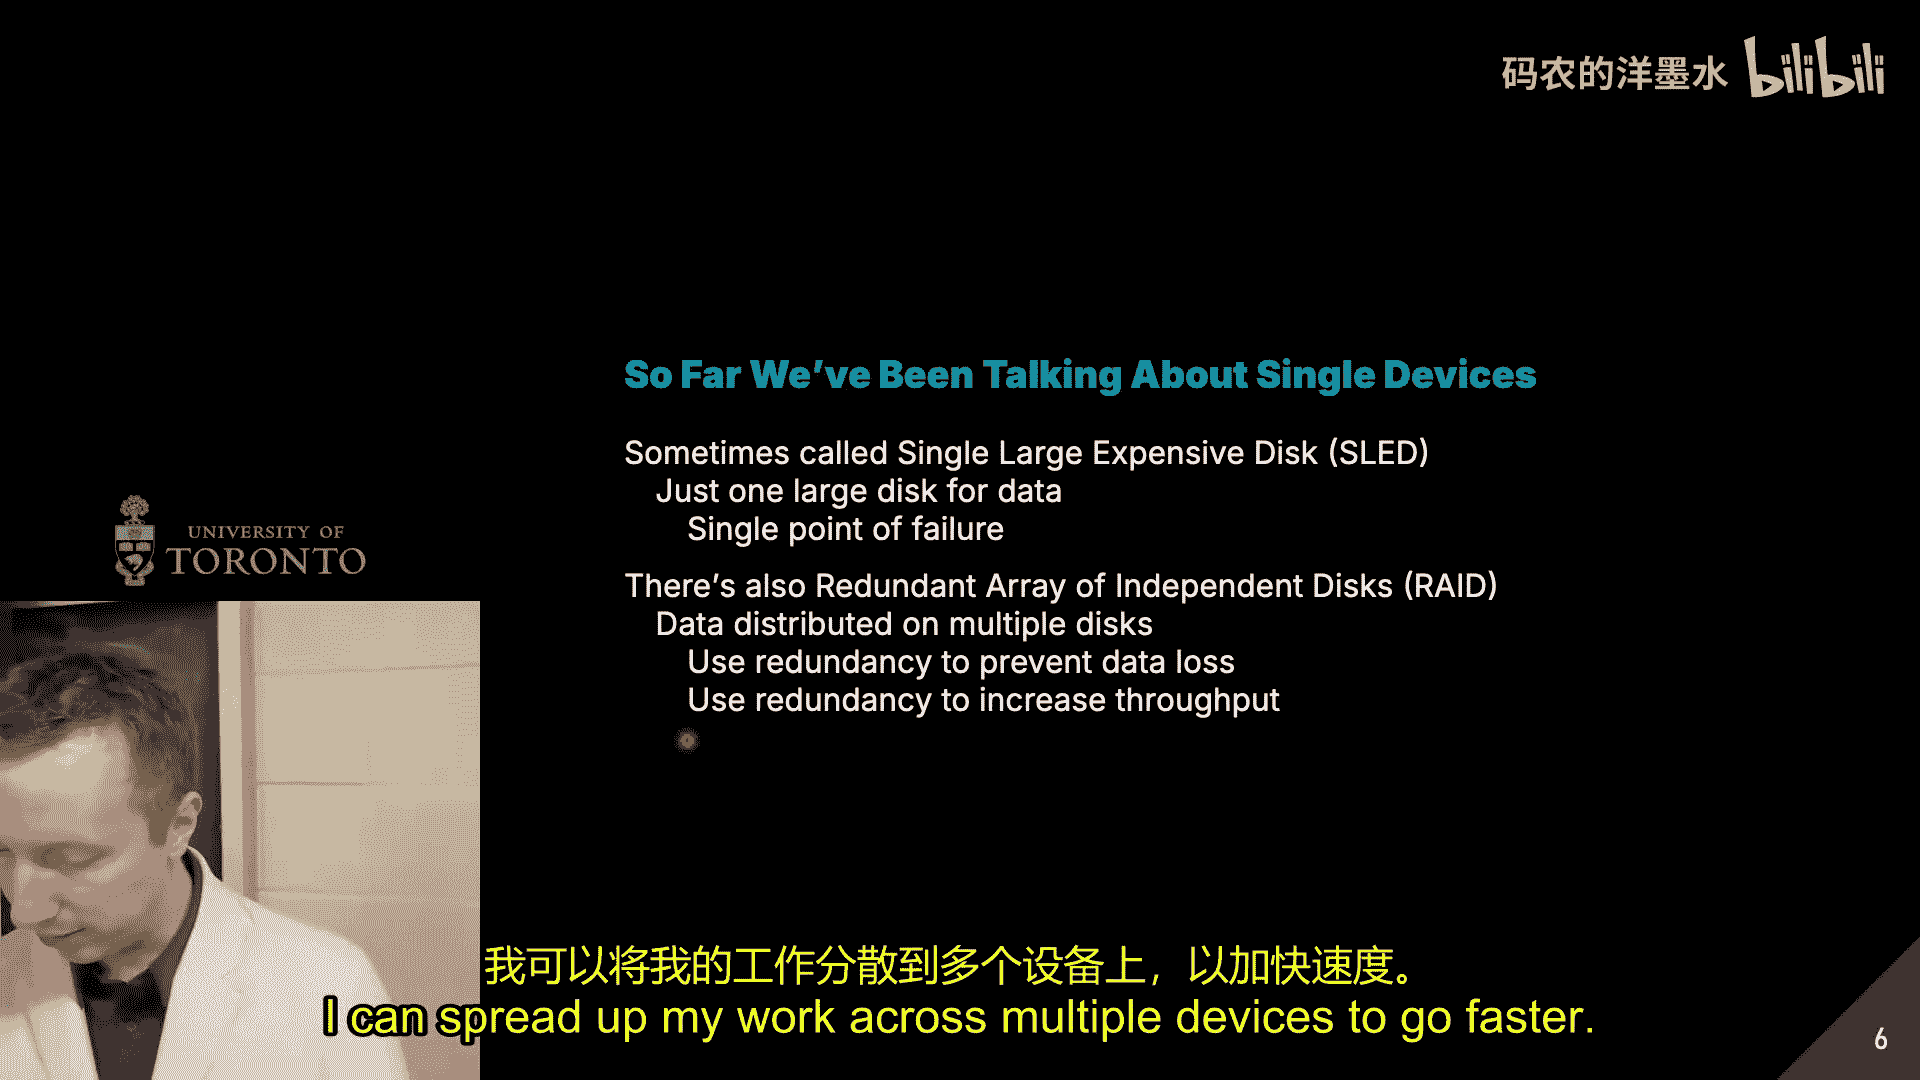 码农的洋墨水 bilibili
So Far We’ve Been Talking About Single Devices
Sometimes called Single Large Expensive Disk (SLED)
Just one large disk for data
Single point of failure
There’s also Redundant Array of Independent Disks (RAID)
Data distributed on multiple disks
Use redundancy to prevent data loss
Use redundancy to increase throughput
UNIVERSITY OF
TORONTO
我可以将我的工作分散到多个设备上，以加快速度。
I can spread up my work across multiple devices to go faster.
6